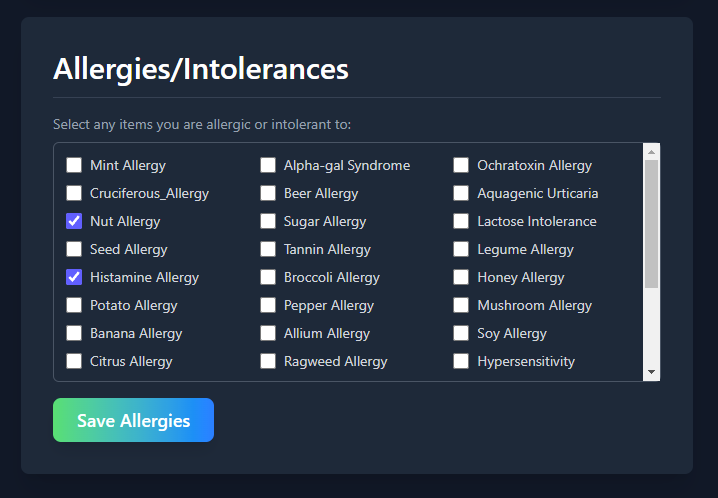 Allergies/Intolerances
Select any items you are allergic or intolerant to:
Mint Allergy Alpha-gal Syndrome Ochratoxin Allergy
Cruciferous_Allergy Beer Allergy Aquagenic Urticaria
Nut Allergy Sugar Allergy Lactose Intolerance
Seed Allergy Tannin Allergy Legume Allergy
Histamine Allergy Broccoli Allergy Honey Allergy
Potato Allergy Pepper Allergy Mushroom Allergy
Banana Allergy Allium Allergy Soy Allergy
Citrus Allergy Ragweed Allergy Hypersensitivity
Save Allergies